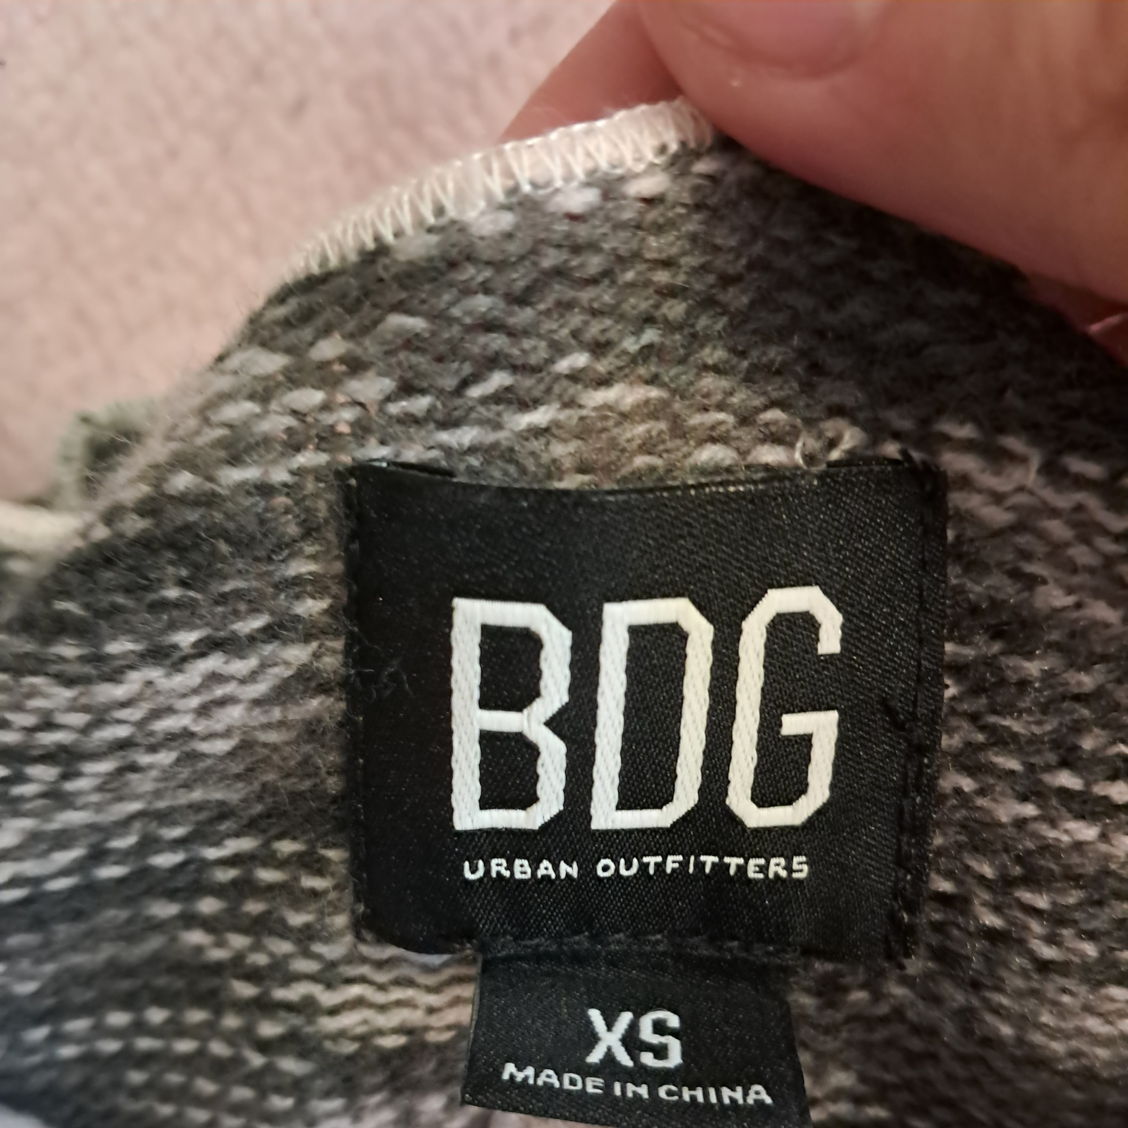 BDG
URBAN OUTFITTERS
XS
MADE IN CHINA